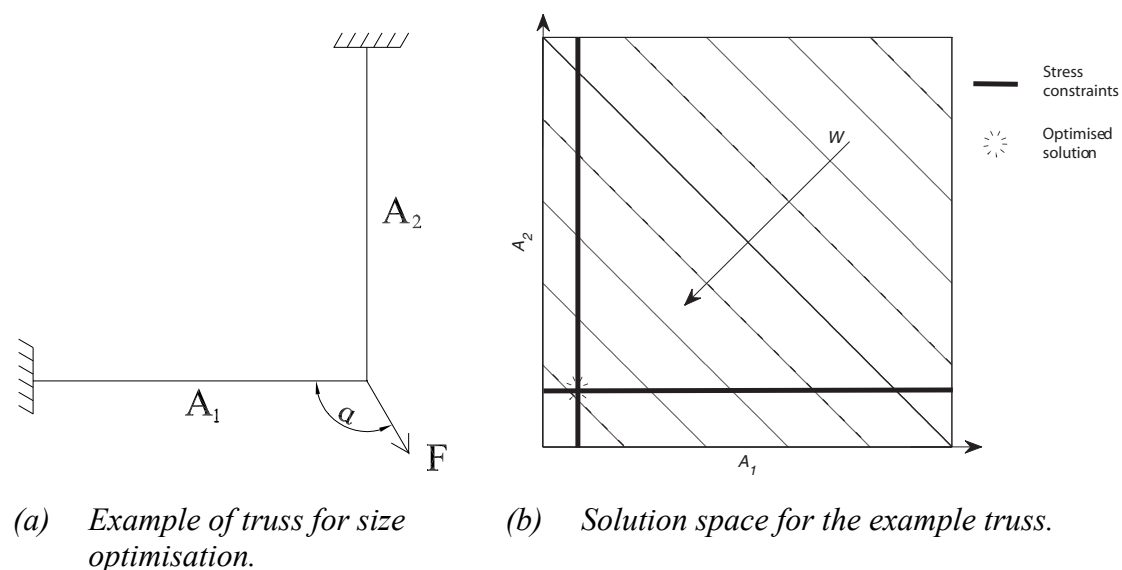 A2
A1
α
F
W
A2
A1
Stress
constraints
Optimised
solution
(a) Example of truss for size
optimisation.
(b) Solution space for the example truss.